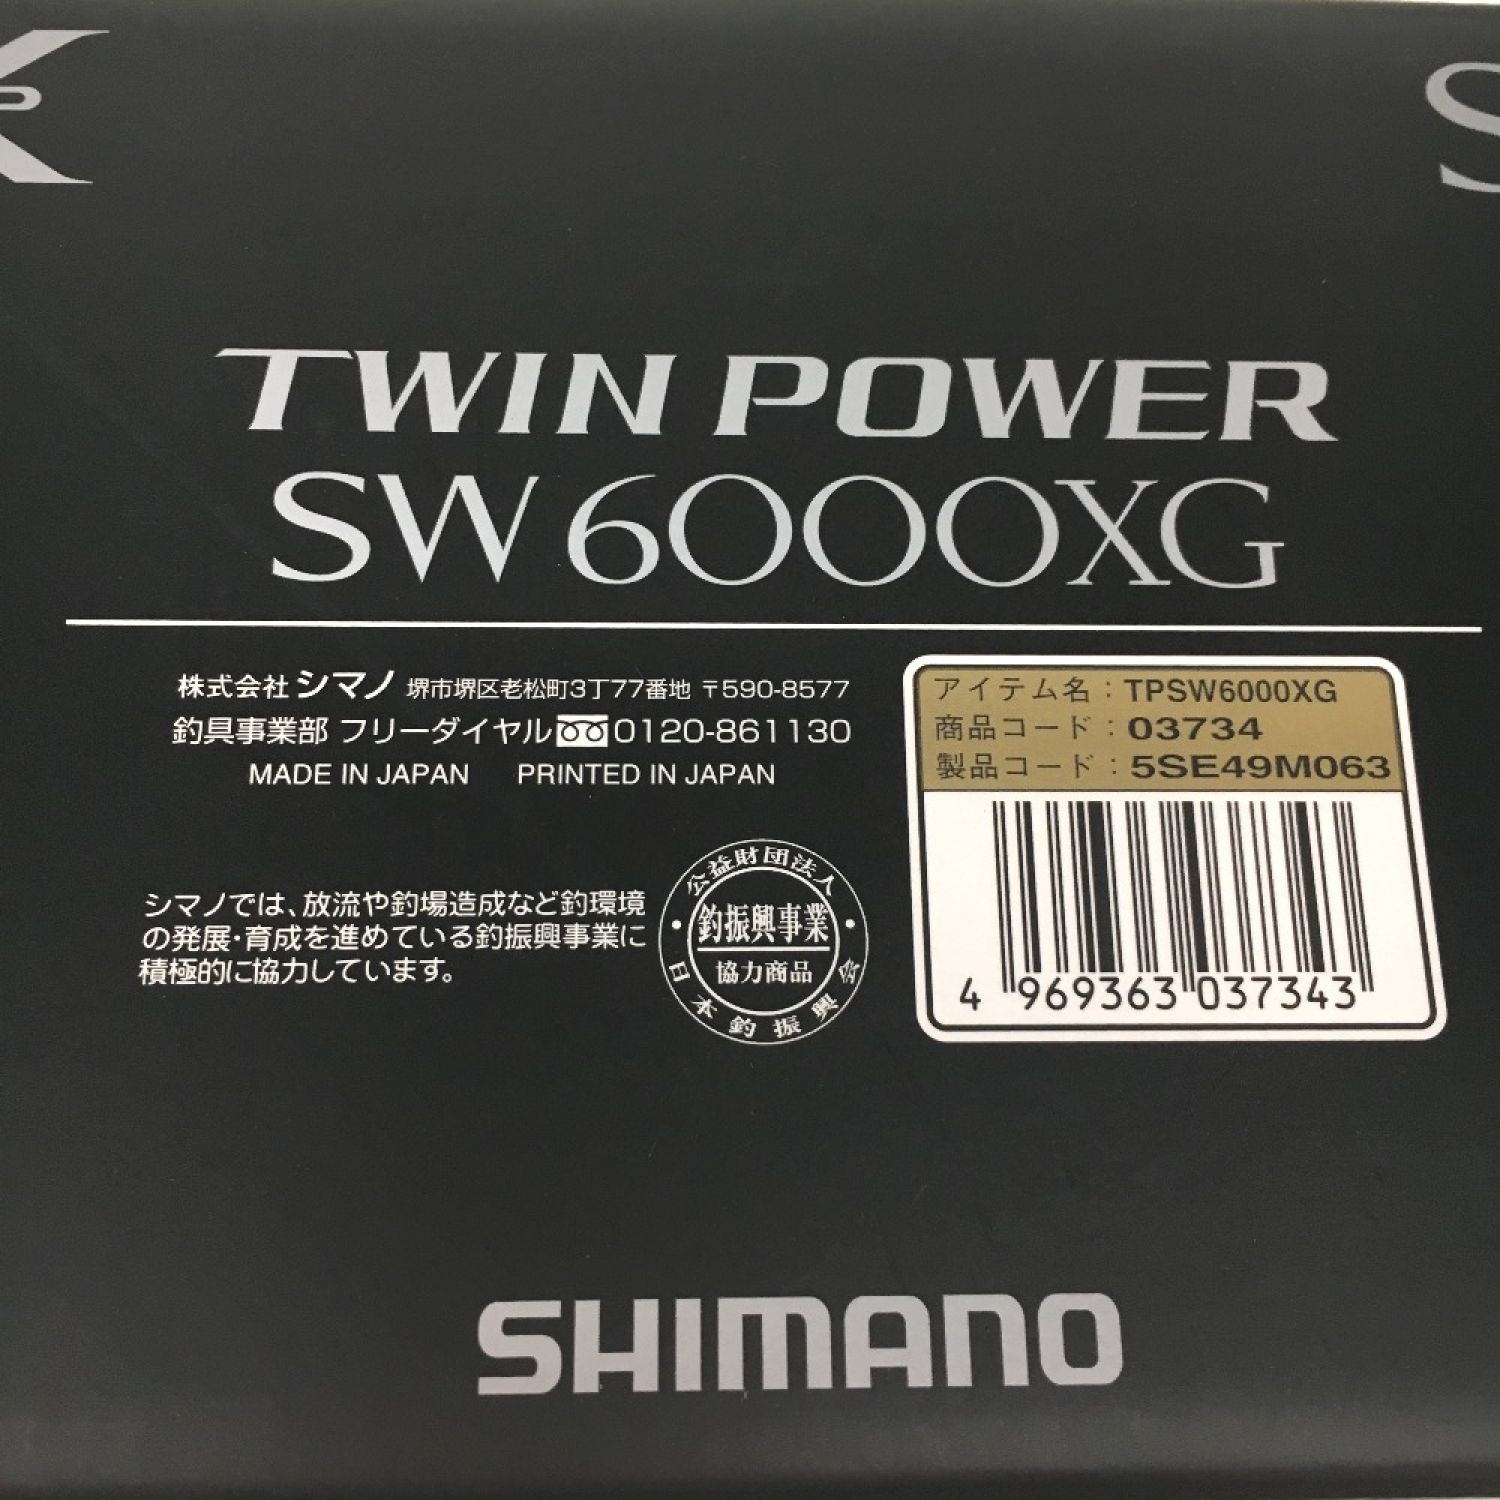 TWIN POWER
SW 6000XG
株式会社シマノ 堺市堺区老松町3丁77番地 〒590-8577
釣具事業部 フリーダイヤル 0120-861130
MADE IN JAPAN PRINTED IN JAPAN
シマノでは、放流や釣場造成など釣環境
の発展・育成を進めている釣振興事業に
積極的に協力しています。
公益財団法人
・釣振興事業・
協力商品
日本釣振興会
アイテム名：TPSW6000XG
商品コード：03734
製品コード：5SE49M063
4 969363 037343
SHIMANO